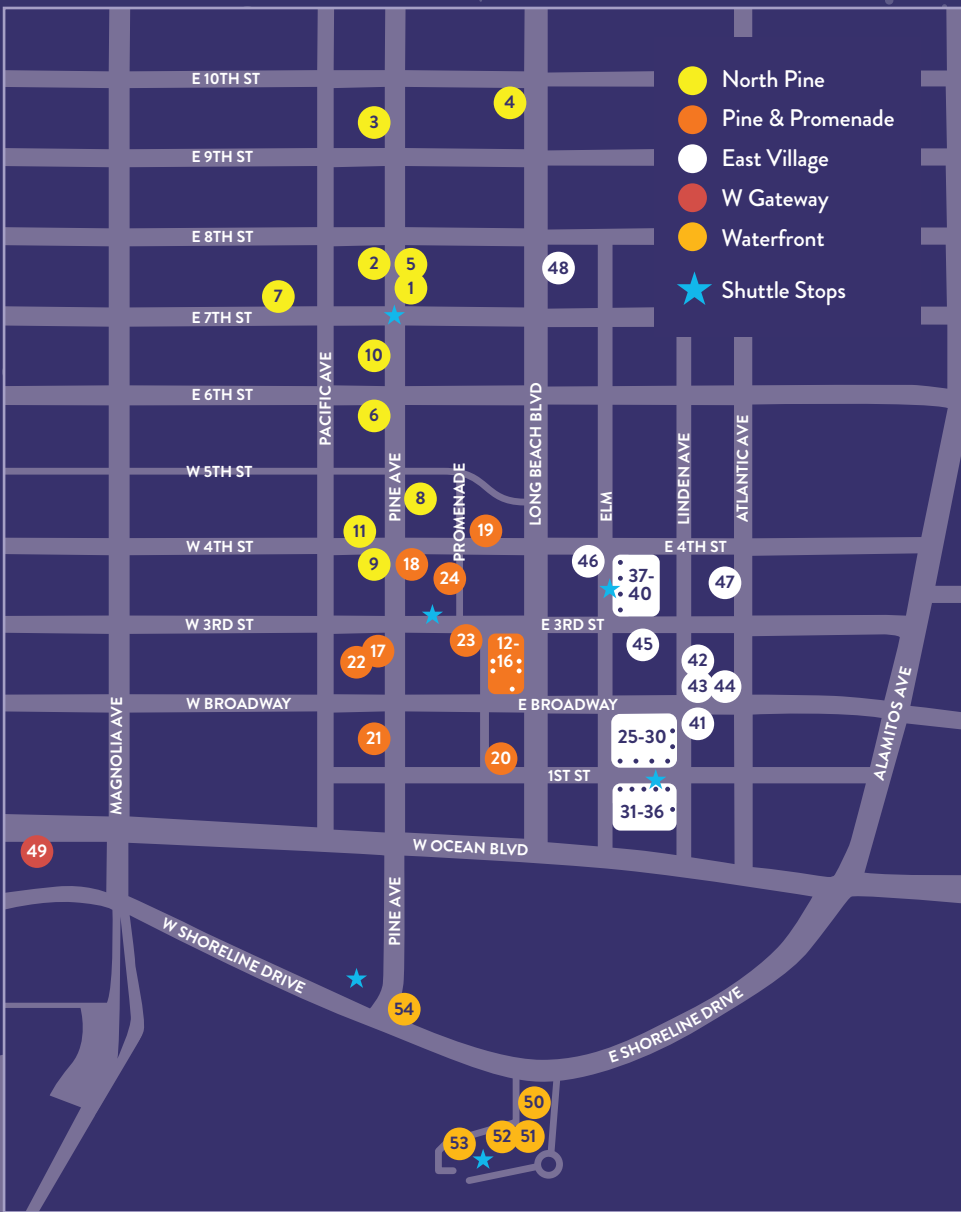 E 10TH ST
North Pine
4
Pine & Promenade
3
E 9TH ST
East Village
W Gateway
E 8TH ST
Waterfront
2
5
48
1
Shuttle Stops
7
E 7TH ST
10
PACIFIC AVE
E 6TH ST
6
LONG BEACH BLVD
W 5TH ST
PINE AVE
PROMENADE
ELM
LINDEN AVE
ATLANTIC AVE
8
11
19
W 4TH ST
E 4TH ST
9
18
24
46
37-
40
47
W 3RD ST
E 3RD ST
23
12-
16
45
22
17
42
43
44
W BROADWAY
E BROADWAY
41
21
25-30
20
MAGNOLIA AVE
ALAMITOS AVE
1ST ST
31-36
49
W OCEAN BLVD
PINE AVE
W SHORELINE DRIVE
54
E SHORELINE DRIVE
50
53
52
51